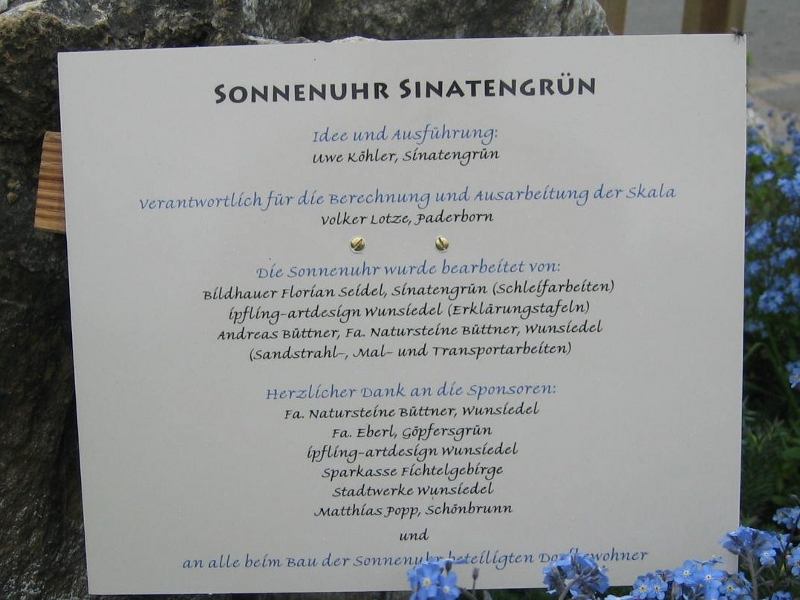 SONNENUHR SINATENGRÜN
Idee und Ausführung:
Uwe Köhler, Sinatengrün
Verantwortlich für die Berechnung und Ausarbeitung der Skala
Volker Lotze, Paderborn
Die Sonnenuhr wurde bearbeitet von:
Bildhauer Florian Seidel, Sinatengrün (Schleifarbeiten)
ipfling-artdesign Wunsiedel (Erklärungstafeln)
Andreas Büttner, Fa. Natursteine Büttner, Wunsiedel
(Sandstrahl-, Mal- und Transportarbeiten)
Herzlicher Dank an die Sponsoren:
Fa. Natursteine Büttner, Wunsiedel
Fa. Eberl, Göpfersgrün
ipfling-artdesign Wunsiedel
Sparkasse Fichtelgebirge
Stadtwerke Wunsiedel
Matthias Popp, Schönbrunn
und
an alle beim Bau der Sonnenuhr beteiligten Dorfbewohner